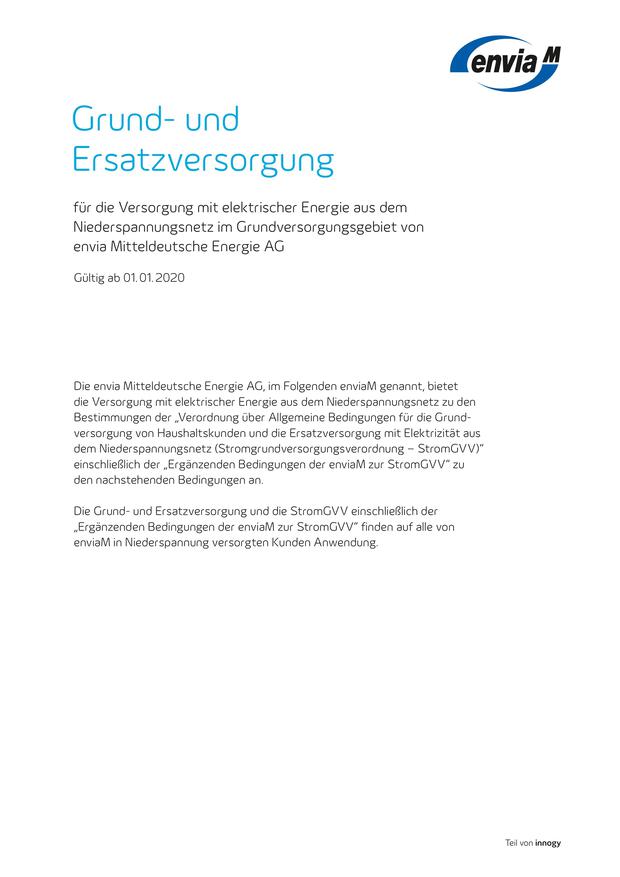 envia M
Grund- und
Ersatzversorgung
für die Versorgung mit elektrischer Energie aus dem
Niederspannungsnetz im Grundversorgungsgebiet von
envia Mitteldeutsche Energie AG
Gültig ab 01.01.2020
Die envia Mitteldeutsche Energie AG, im Folgenden enviaM genannt, bietet
die Versorgung mit elektrischer Energie aus dem Niederspannungsnetz zu den
Bestimmungen der „Verordnung über Allgemeine Bedingungen für die Grund-
versorgung von Haushaltskunden und die Ersatzversorgung mit Elektrizität aus
dem Niederspannungsnetz (Stromgrundversorgungsverordnung – StromGVV)“
einschließlich der „Ergänzenden Bedingungen der enviaM zur StromGVV“ zu
den nachstehenden Bedingungen an.
Die Grund- und Ersatzversorgung und die StromGVV einschließlich der
„Ergänzenden Bedingungen der enviaM zur StromGVV“ finden auf alle von
enviaM in Niederspannung versorgten Kunden Anwendung.
Teil von innogy